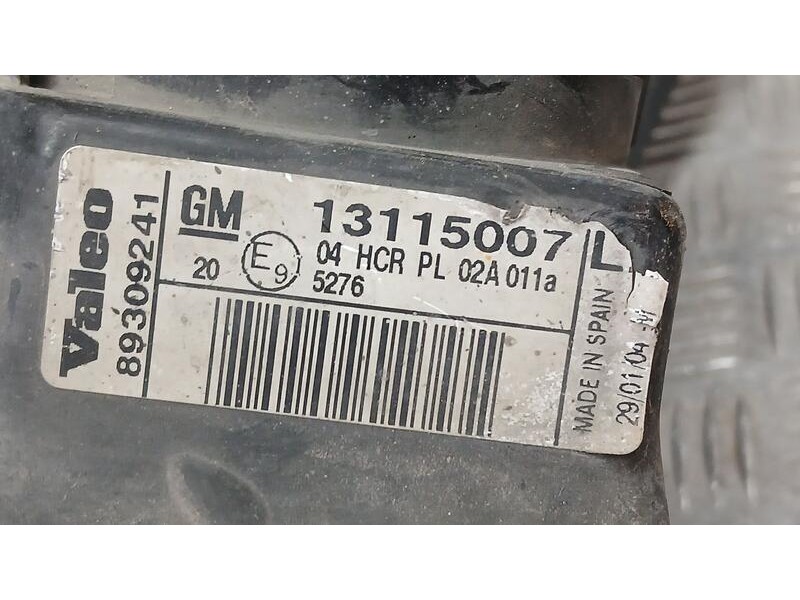 Valeo
89309241
GM 13115007 L
20 E9 04 HCR PL 02A 011a
5276
MADE IN SPAIN
29/01/04